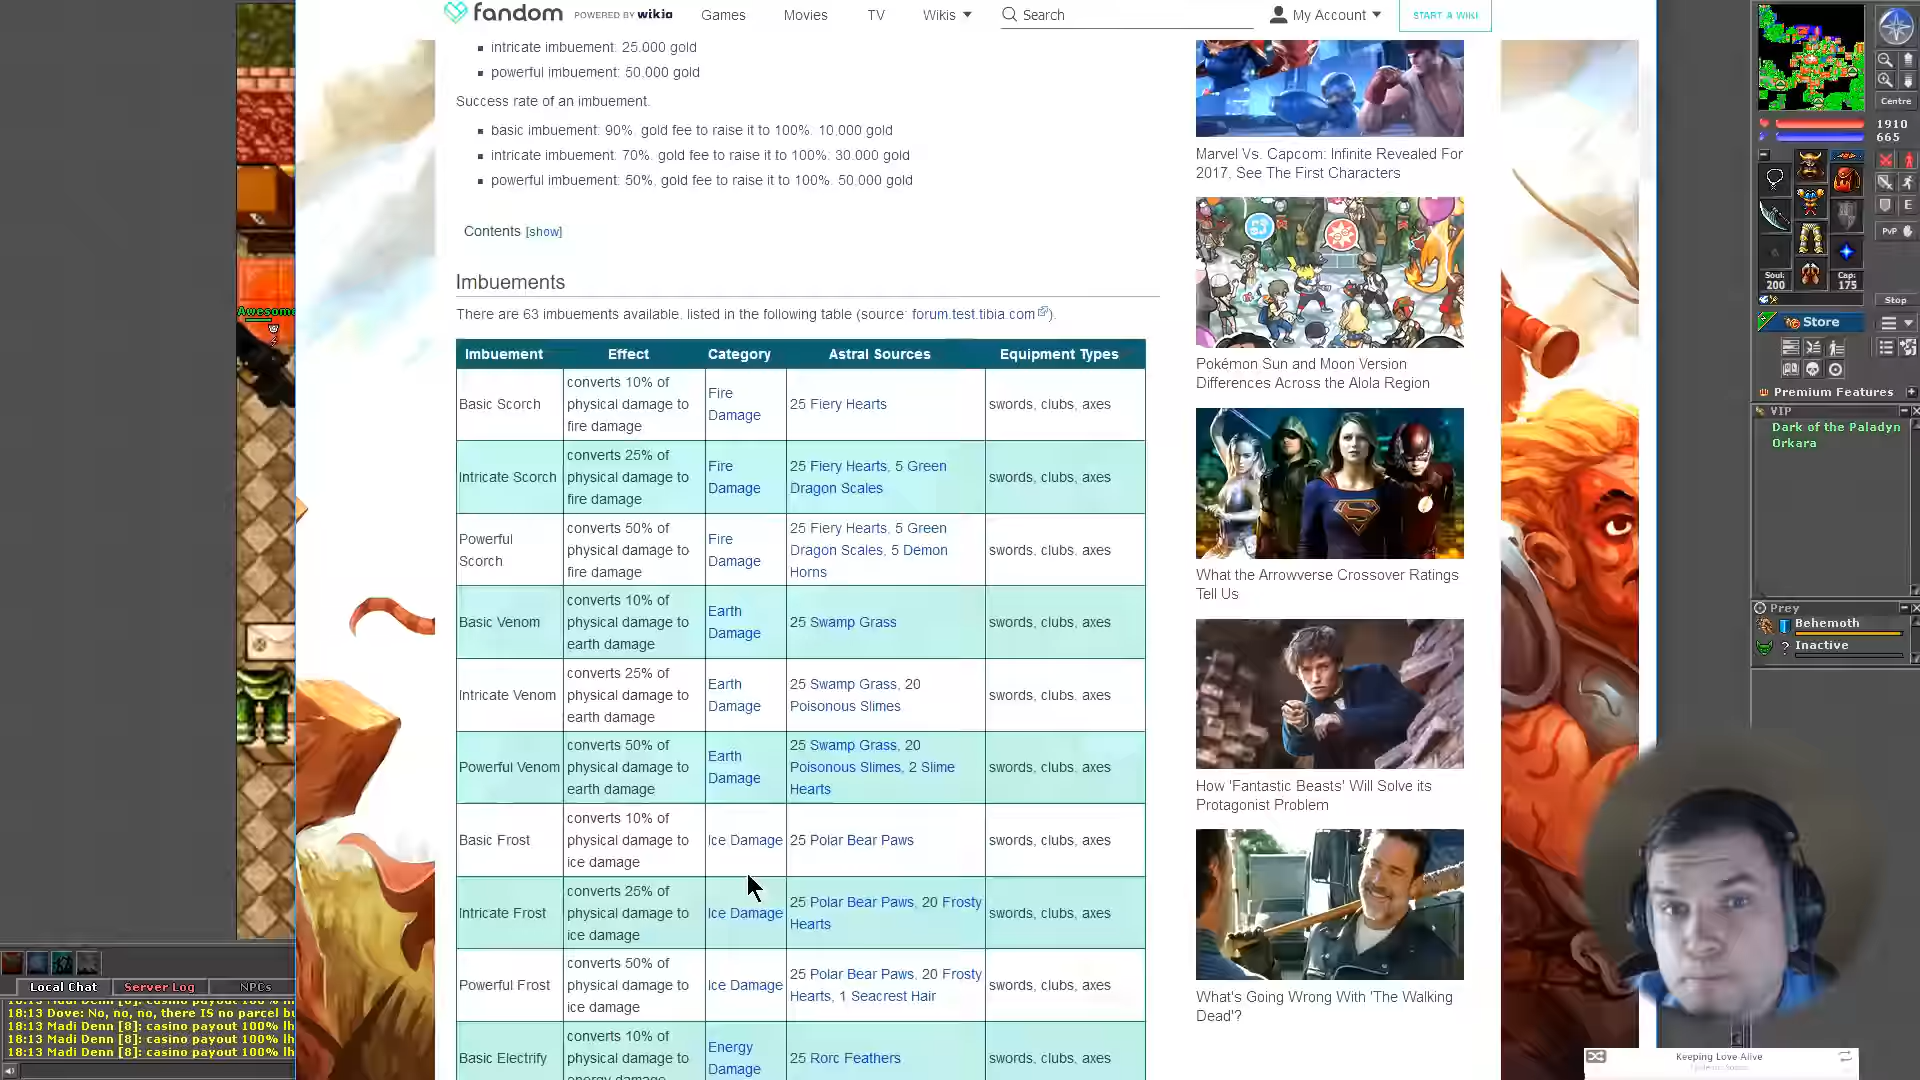 fandom POWERED BY wikia Games Movies TV Wikis Search My Account START A WIKI
intricate imbuement: 25.000 gold
powerful imbuement: 50.000 gold
Success rate of an imbuement.
basic imbuement: 90%. gold fee to raise it to 100%. 10.000 gold
intricate imbuement: 70%. gold fee to raise it to 100%: 30.000 gold
powerful imbuement: 50%. gold fee to raise it to 100%. 50.000 gold
Contents [show]
Imbuements
There are 63 imbuements available. listed in the following table (source: forum.test.tibia.com).
Imbuement Effect Category Astral Sources Equipment Types
Basic Scorch
converts 10% of
physical damage to
fire damage
Fire
Damage
25 Fiery Hearts
swords, clubs, axes
Intricate Scorch
converts 25% of
physical damage to
fire damage
Fire
Damage
25 Fiery Hearts, 5 Green
Dragon Scales
swords, clubs, axes
Powerful
Scorch
converts 50% of
physical damage to
fire damage
Fire
Damage
25 Fiery Hearts, 5 Green
Dragon Scales, 5 Demon
Horns
swords, clubs, axes
Basic Venom
converts 10% of
physical damage to
earth damage
Earth
Damage
25 Swamp Grass
swords, clubs, axes
Intricate Venom
converts 25% of
physical damage to
earth damage
Earth
Damage
25 Swamp Grass, 20
Poisonous Slimes
swords, clubs, axes
Powerful Venom
converts 50% of
physical damage to
earth damage
Earth
Damage
25 Swamp Grass, 20
Poisonous Slimes, 2 Slime
Hearts
swords, clubs, axes
Basic Frost
converts 10% of
physical damage to
ice damage
Ice Damage
25 Polar Bear Paws
swords, clubs, axes
Intricate Frost
converts 25% of
physical damage to
ice damage
Ice Damage
25 Polar Bear Paws, 20 Frosty
Hearts
swords, clubs, axes
Powerful Frost
converts 50% of
physical damage to
ice damage
Ice Damage
25 Polar Bear Paws, 20 Frosty
Hearts, 1 Seacrest Hair
swords, clubs, axes
Basic Electrify
converts 10% of
physical damage to
energy damage
Energy
Damage
25 Rorc Feathers
swords, clubs, axes
Marvel Vs. Capcom: Infinite Revealed For
2017, See The First Characters
Pokémon Sun and Moon Version
Differences Across the Alola Region
What the Arrowverse Crossover Ratings
Tell Us
How 'Fantastic Beasts' Will Solve its
Protagonist Problem
What's Going Wrong With 'The Walking
Dead'?
Awesome
Local Chat Server Log NPCs
18:13 Madi Denn [8]: casino payout 100%
18:13 Dove: No, no, no, there IS no parcel
18:13 Madi Denn [8]: casino payout 100%
18:13 Madi Denn [8]: casino payout 100%
18:13 Madi Denn [8]: casino payout 100%
Centre
1910
665
E
PvP
Soul:
200
Cap:
175
Stop
Store
Premium Features
VIP
Dark of the Paladyn
Orkara
Prey
Behemoth
? Inactive
Keeping Love Alive